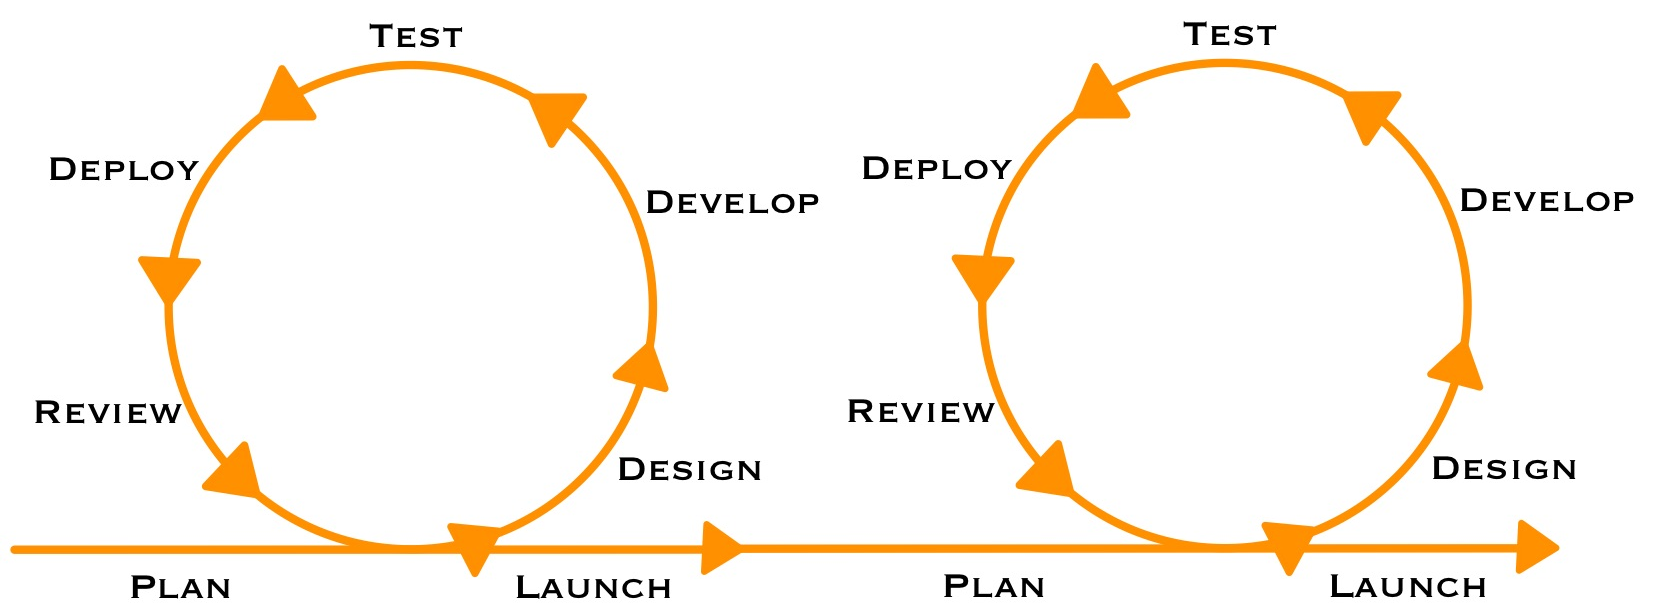 TEST
DEPLOY
DEVELOP
REVIEW
DESIGN
PLAN
LAUNCH
TEST
DEPLOY
DEVELOP
REVIEW
DESIGN
PLAN
LAUNCH